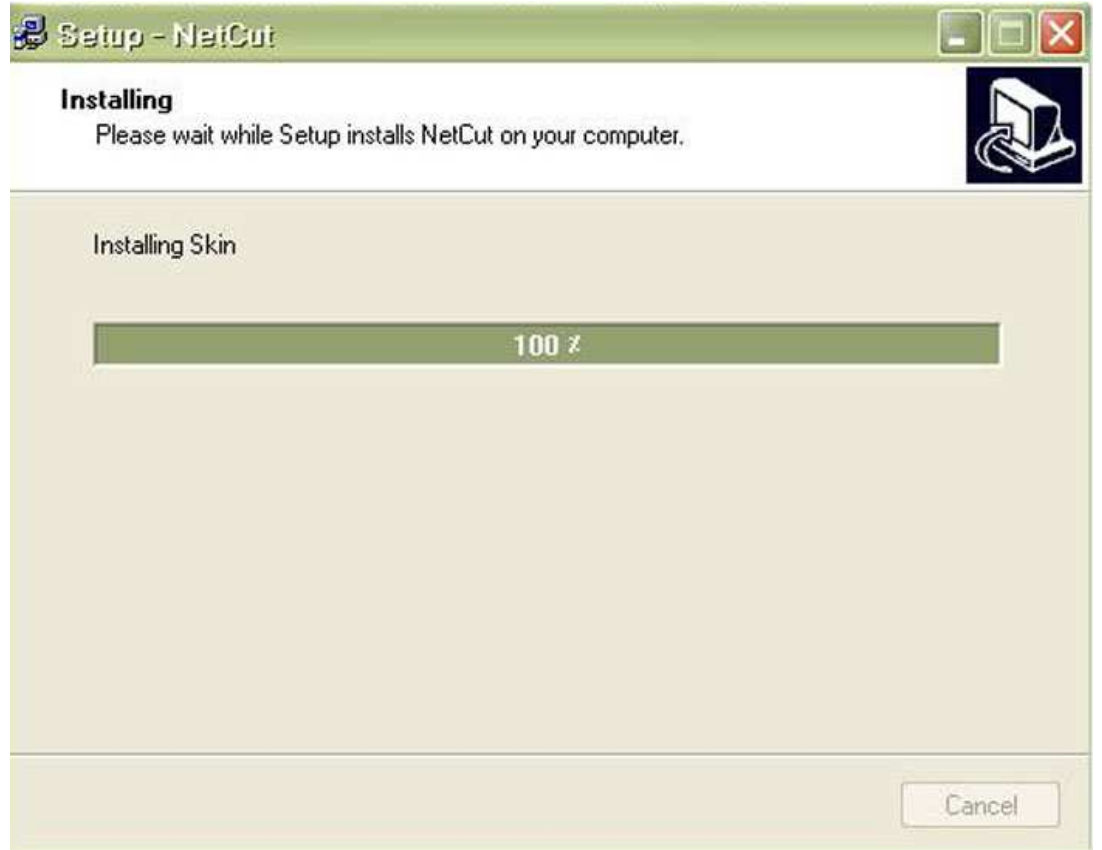 Setup - NetCut
Installing
Please wait while Setup installs NetCut on your computer.
Installing Skin
100 %
Cancel